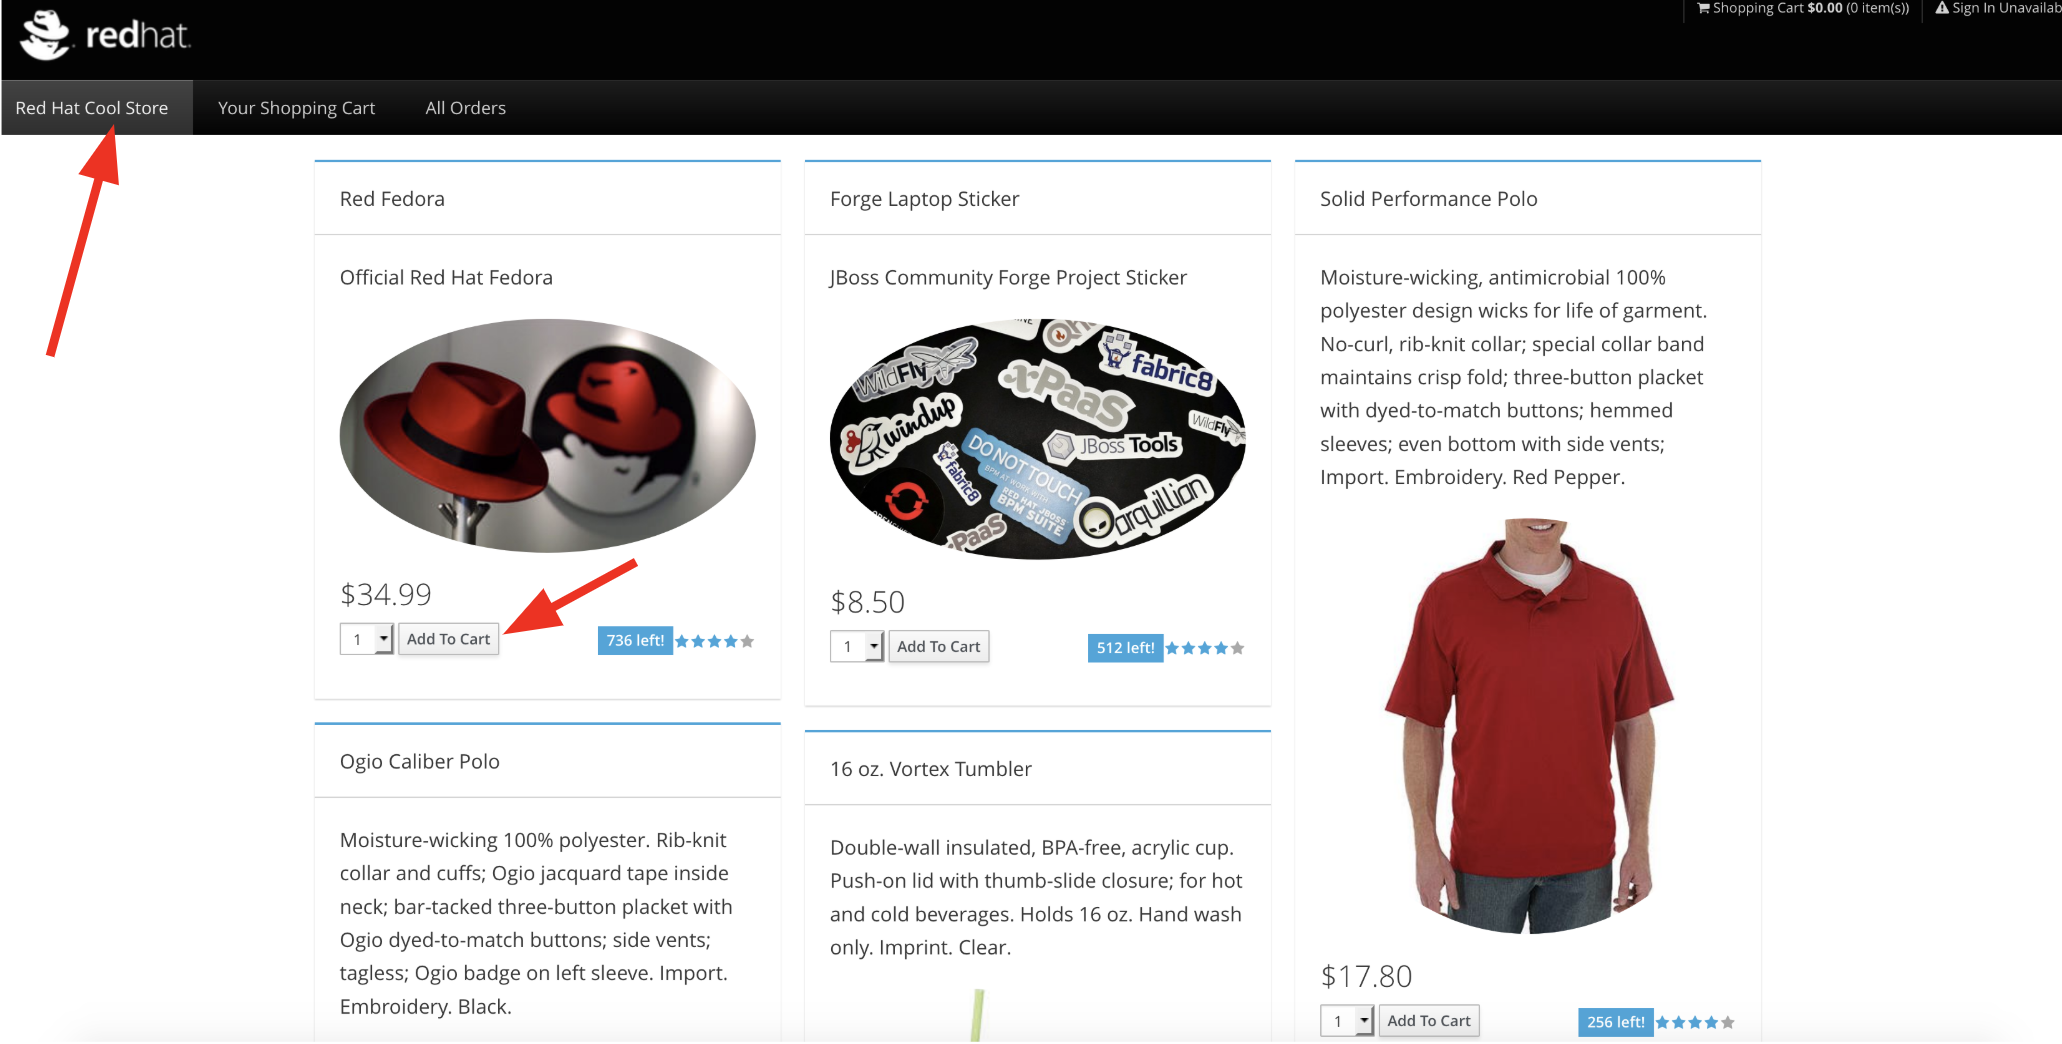 redhat.
Shopping Cart $0.00 (0 item(s))
Sign In Unavailab
Red Hat Cool Store
Your Shopping Cart
All Orders
Red Fedora
Official Red Hat Fedora
$34.99
1
Add To Cart
736 left!
Forge Laptop Sticker
JBoss Community Forge Project Sticker
WildFly
fabric8
xPaaS
windup
WildFly
JBoss Tools
DO NOT TOUCH
BPM AT WORK WITH
RED HAT JBOSS
BPM SUITE
fabric8
arquillian
xPaaS
$8.50
1
Add To Cart
512 left!
Solid Performance Polo
Moisture-wicking, antimicrobial 100%
polyester design wicks for life of garment.
No-curl, rib-knit collar; special collar band
maintains crisp fold; three-button placket
with dyed-to-match buttons; hemmed
sleeves; even bottom with side vents;
Import. Embroidery. Red Pepper.
$17.80
1
Add To Cart
256 left!
Ogio Caliber Polo
Moisture-wicking 100% polyester. Rib-knit
collar and cuffs; Ogio jacquard tape inside
neck; bar-tacked three-button placket with
Ogio dyed-to-match buttons; side vents;
tagless; Ogio badge on left sleeve. Import.
Embroidery. Black.
16 oz. Vortex Tumbler
Double-wall insulated, BPA-free, acrylic cup.
Push-on lid with thumb-slide closure; for hot
and cold beverages. Holds 16 oz. Hand wash
only. Imprint. Clear.